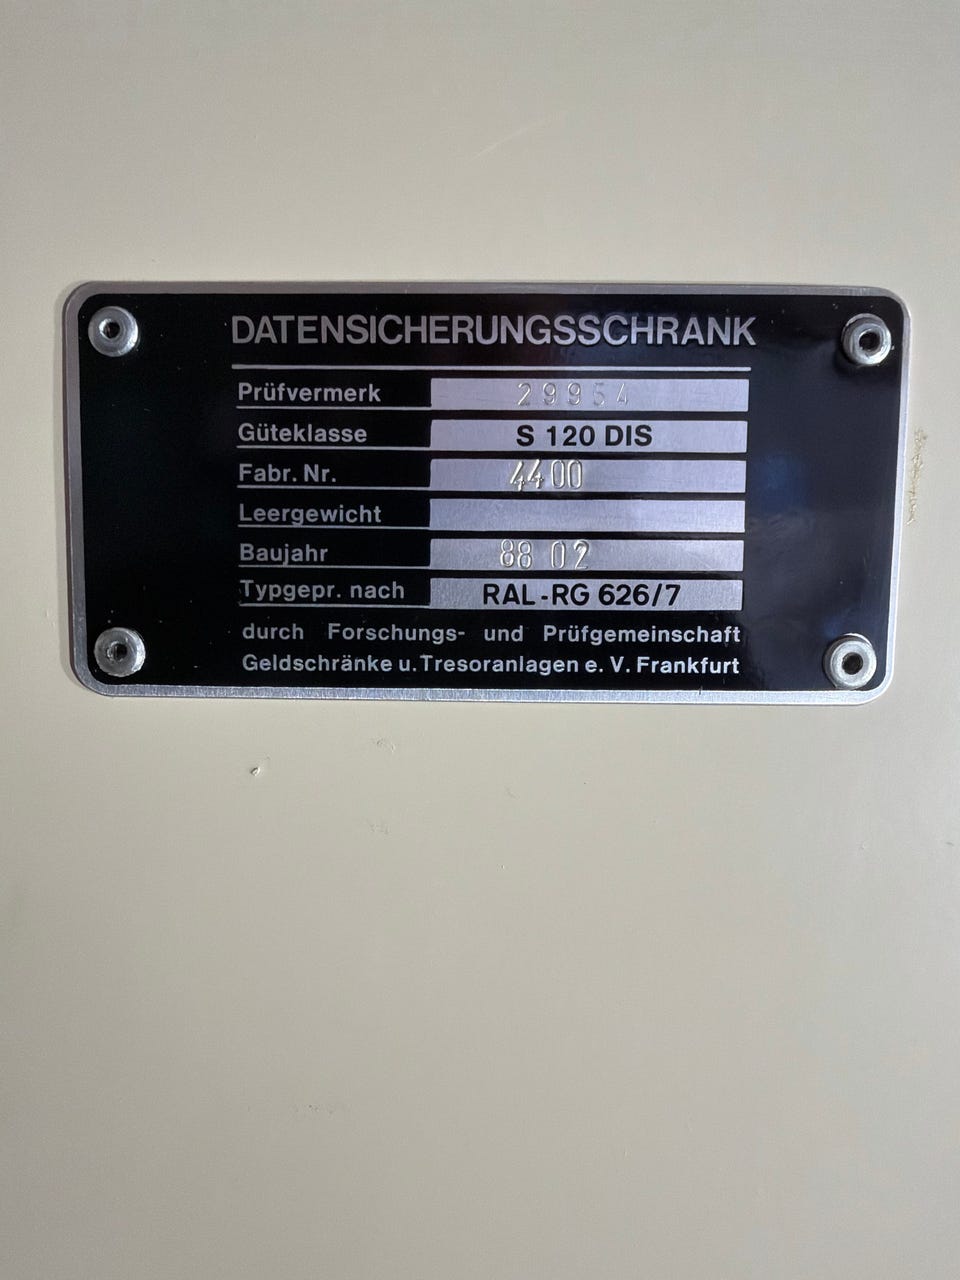 DATENSICHERUNGSSCHRANK
Prüfvermerk 29954
Güteklasse S 120 DIS
Fabr. Nr. 4400
Leergewicht
Baujahr 88 02
Typgepr. nach RAL-RG 626/7
durch Forschungs- und Prüfgemeinschaft
Geldschränke u. Tresoranlagen e. V. Frankfurt